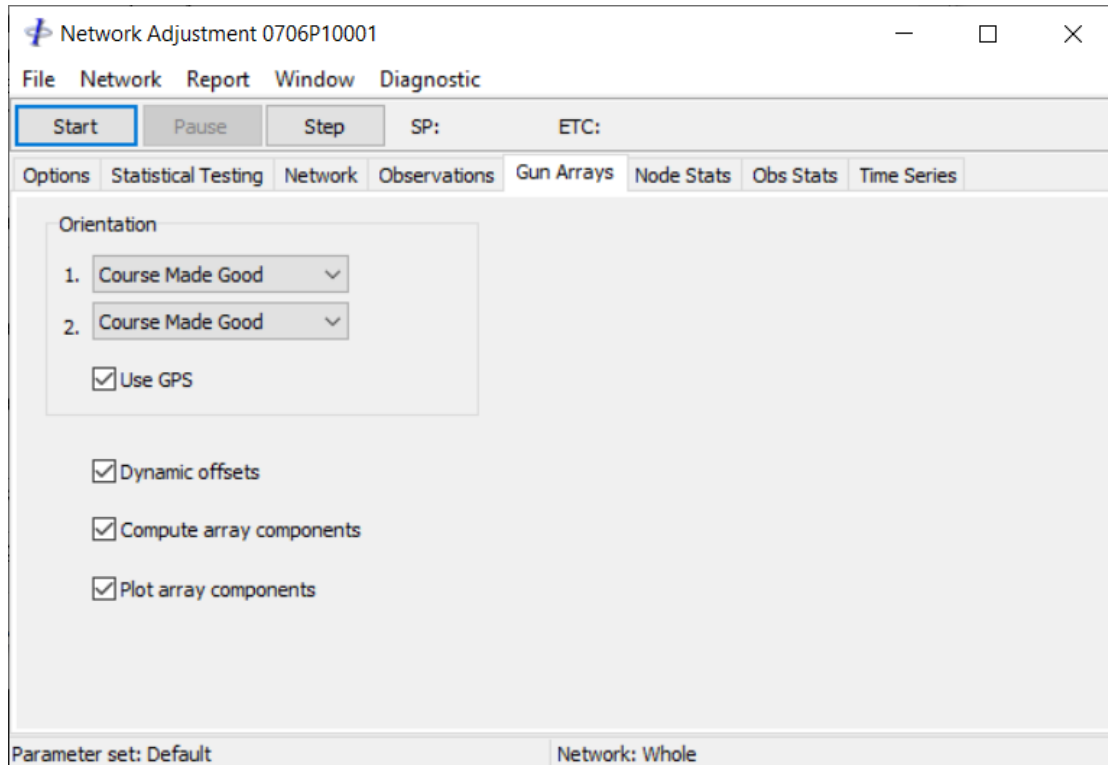 Network Adjustment 0706P10001
File Network Report Window Diagnostic
Start Pause Step SP: ETC:
Options Statistical Testing Network Observations Gun Arrays Node Stats Obs Stats Time Series
Orientation
1. Course Made Good
2. Course Made Good
Use GPS
Dynamic offsets
Compute array components
Plot array components
Parameter set: Default Network: Whole